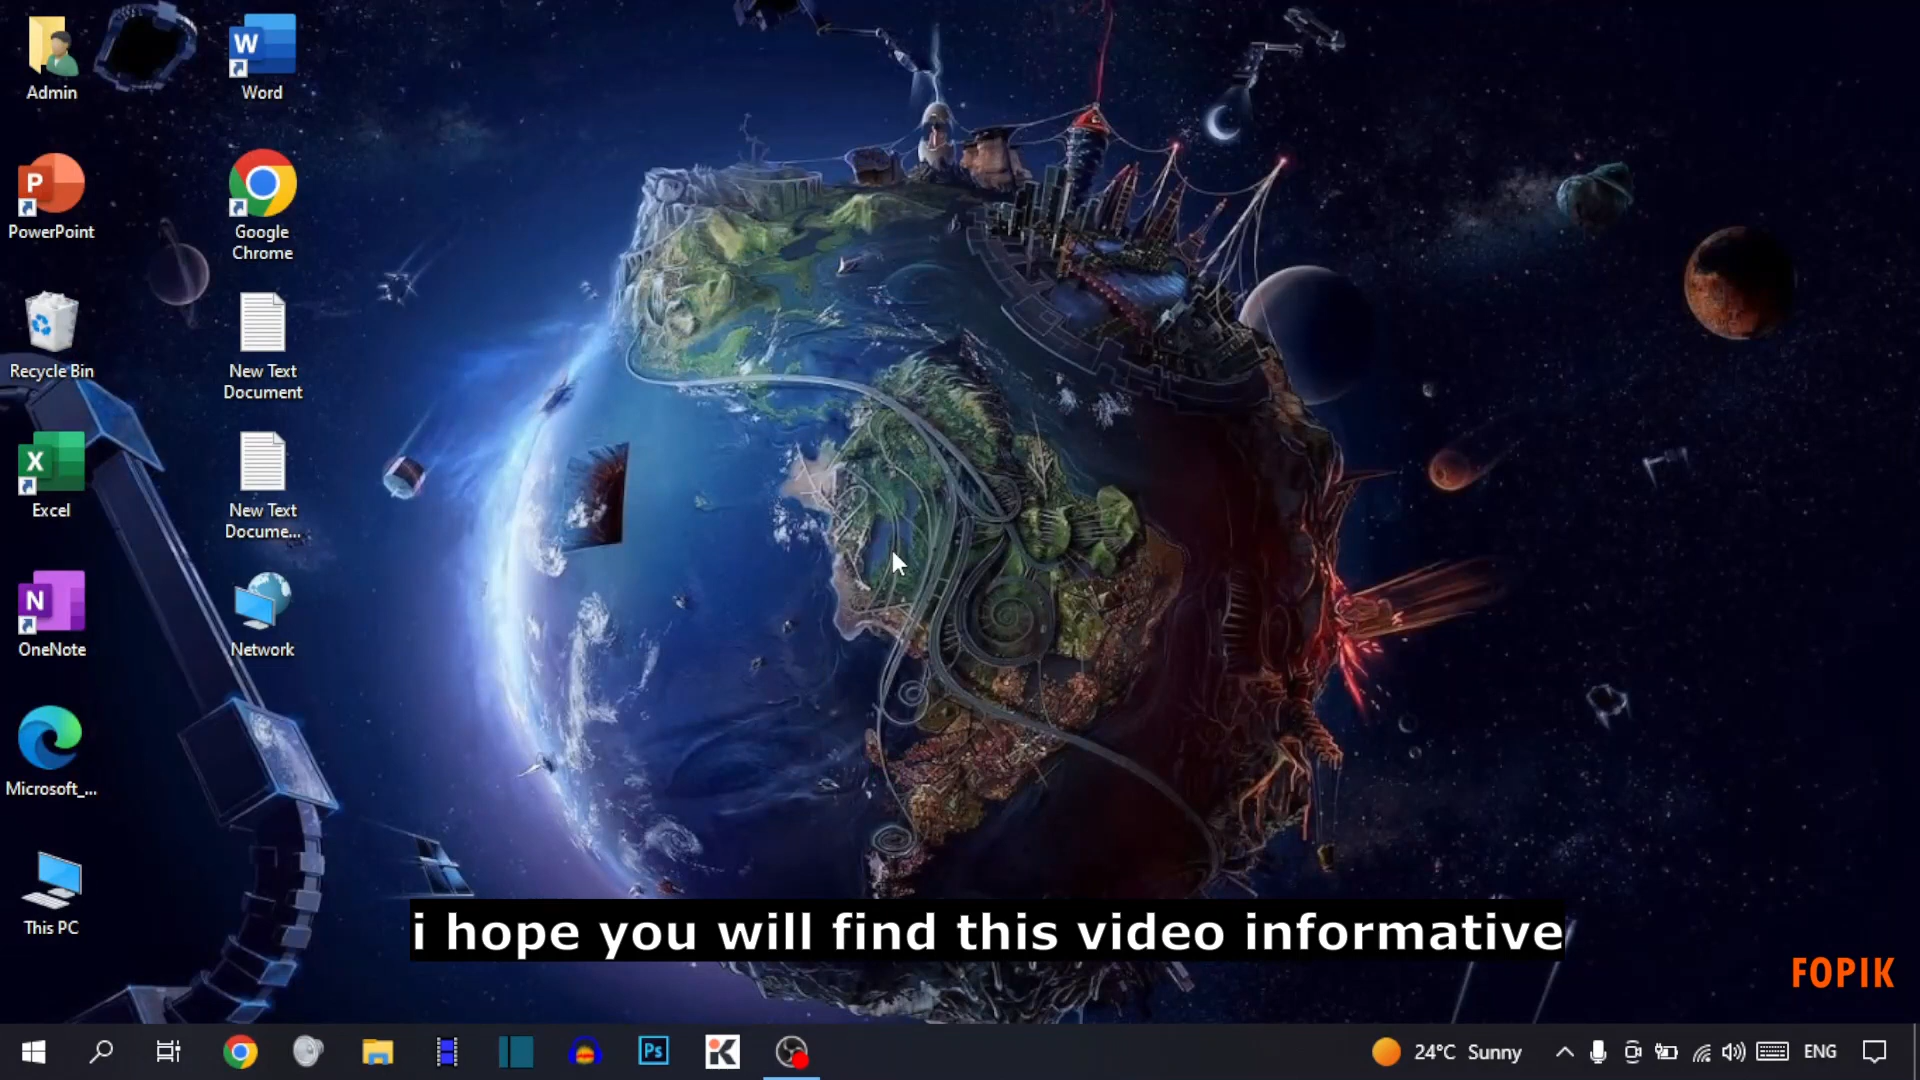 Admin
Word
PowerPoint
Google
Chrome
Recycle Bin
New Text
Document
Excel
New Text
Docume...
OneNote
Network
Microsoft_...
This PC
i hope you will find this video informative
FOPIK
24°C Sunny
ENG